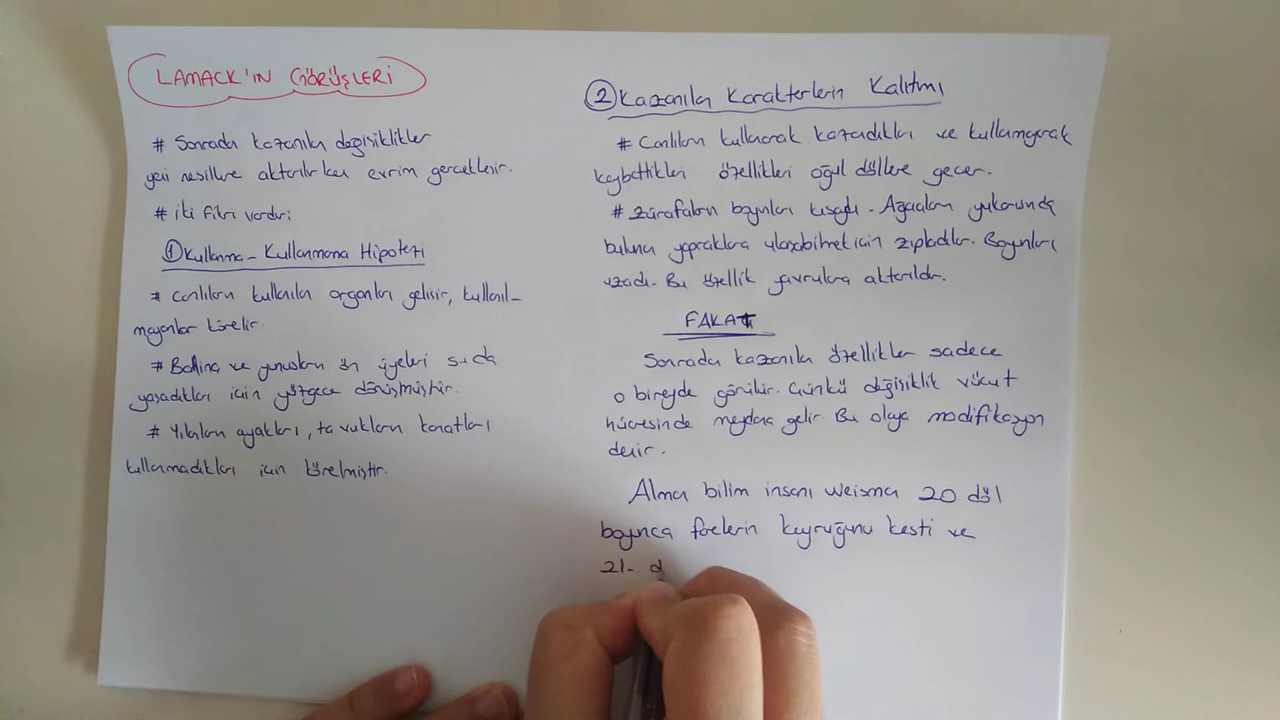 LAMACK'IN GÖRÜŞLERİ
# Sonradan kazanılan değişiklikler
yeni nesillere aktarılırken evrim gerçekleşir.
# iki fikri vardır:
① Kullanma - Kullanmama Hipotezi
# canlıların kullanılan organları gelişir, kullanıl-
mayanlar körelir.
# Balina ve yunusların ön üyeleri suda
yaşadıkları için yüzgece dönüşmüştür.
# Yılanların ayakları, tavukların kanatları
kullanmadıkları için körelmiştir.
② Kazanılan Karakterlerin Kalıtımı
# Canlıların kullanarak kazandıkları ve kullanmayarak
kaybettikleri özellikleri oğul döllere geçer.
# Zürafaların boyunları kısaydı. Ağaçların yukarısında
bulunan yapraklara ulaşabilmek için zıpladılar. Boyunları
uzadı. Bu özellik yavrulara aktarıldı.
FAKAT
Sonradan kazanılan özellikler sadece
o bireyde görülür. Çünkü değişiklik vücut
hücresinde meydana gelir. Bu olaya modifikasyon
denir.
Alman bilim insanı Weisman 20 döl
boyunca farelerin kuyruğunu kesti ve
21. d